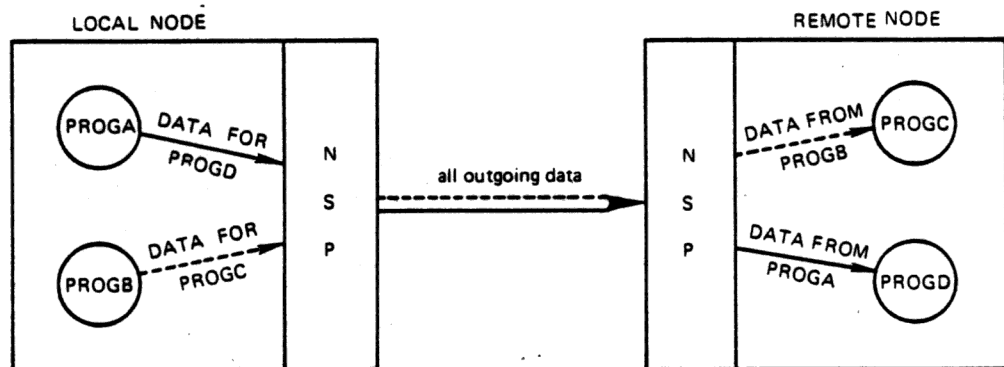 LOCAL NODE
REMOTE NODE
PROGA
DATA FOR
PROGD
PROGB
DATA FOR
PROGC
N
S
P
all outgoing data
N
S
P
DATA FROM
PROGB
PROGC
DATA FROM
PROGA
PROGD